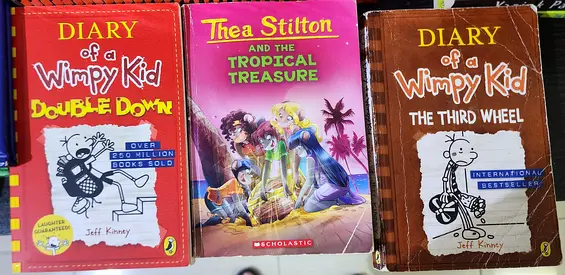 DIARY
of a
Wimpy Kid
DOUBLE DOWN
OVER
250 MILLION
BOOKS SOLD
LAUGHTER
GUARANTEED!
Jeff Kinney
Thea Stilton
AND THE
TROPICAL
TREASURE
SCHOLASTIC
DIARY
of a
Wimpy Kid
THE THIRD WHEEL
INTERNATIONAL
BESTSELLER
Jeff Kinney